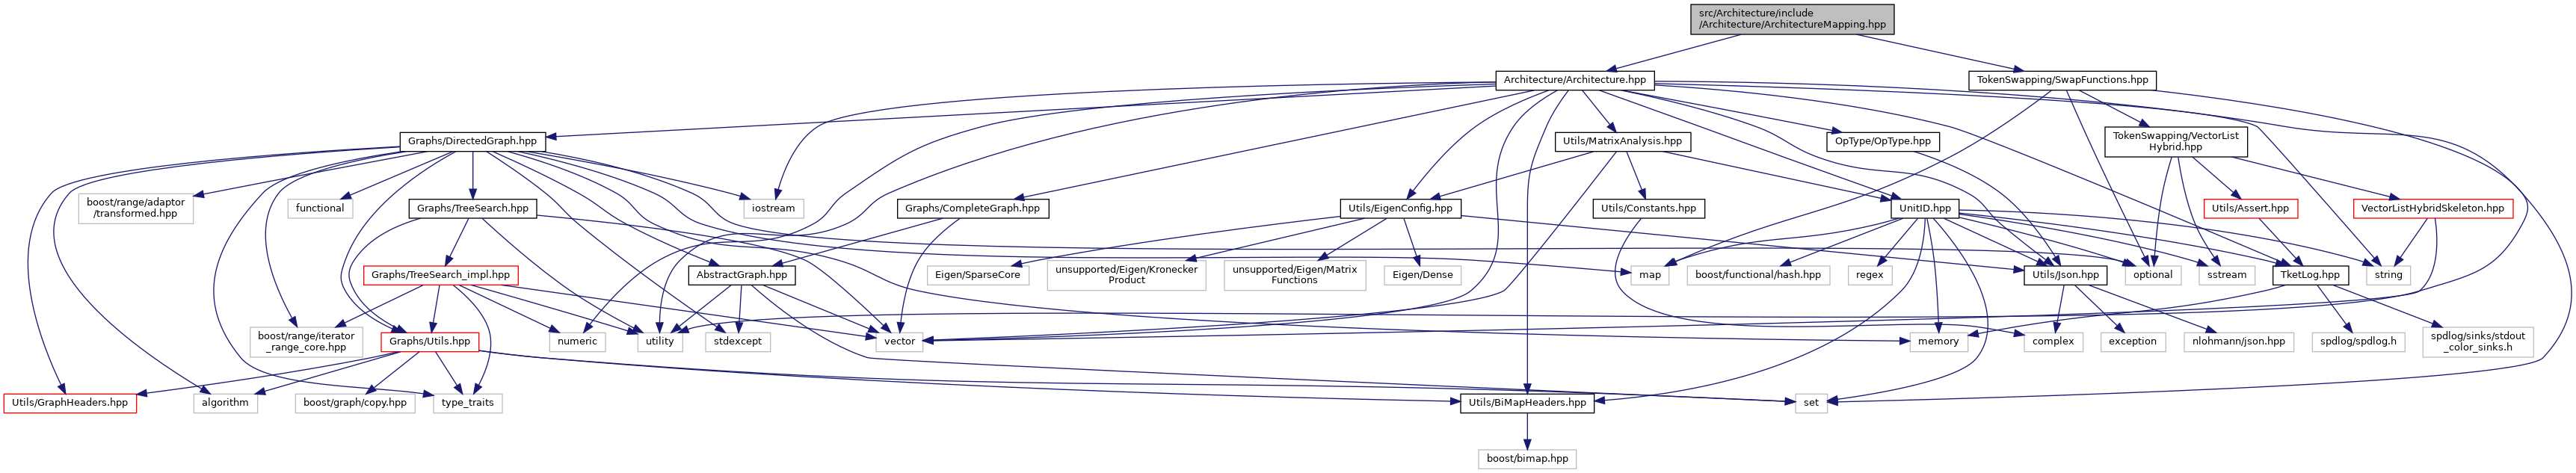 src/Architecture/include
/Architecture/ArchitectureMapping.hpp
Architecture/Architecture.hpp
TokenSwapping/SwapFunctions.hpp
Graphs/DirectedGraph.hpp
Utils/MatrixAnalysis.hpp
OpType/OpType.hpp
TokenSwapping/VectorList
Hybrid.hpp
boost/range/adaptor
/transformed.hpp
functional
Graphs/TreeSearch.hpp
iostream
Graphs/CompleteGraph.hpp
Utils/EigenConfig.hpp
Utils/Constants.hpp
UnitID.hpp
Utils/Assert.hpp
VectorListHybridSkeleton.hpp
Graphs/TreeSearch_impl.hpp
AbstractGraph.hpp
Eigen/SparseCore
unsupported/Eigen/Kronecker
Product
unsupported/Eigen/Matrix
Functions
Eigen/Dense
map
boost/functional/hash.hpp
regex
Utils/Json.hpp
optional
sstream
TketLog.hpp
string
boost/range/iterator
_range_core.hpp
Graphs/Utils.hpp
numeric
utility
stdexcept
vector
memory
complex
exception
nlohmann/json.hpp
spdlog/spdlog.h
spdlog/sinks/stdout
_color_sinks.h
Utils/GraphHeaders.hpp
algorithm
boost/graph/copy.hpp
type_traits
Utils/BiMapHeaders.hpp
set
boost/bimap.hpp